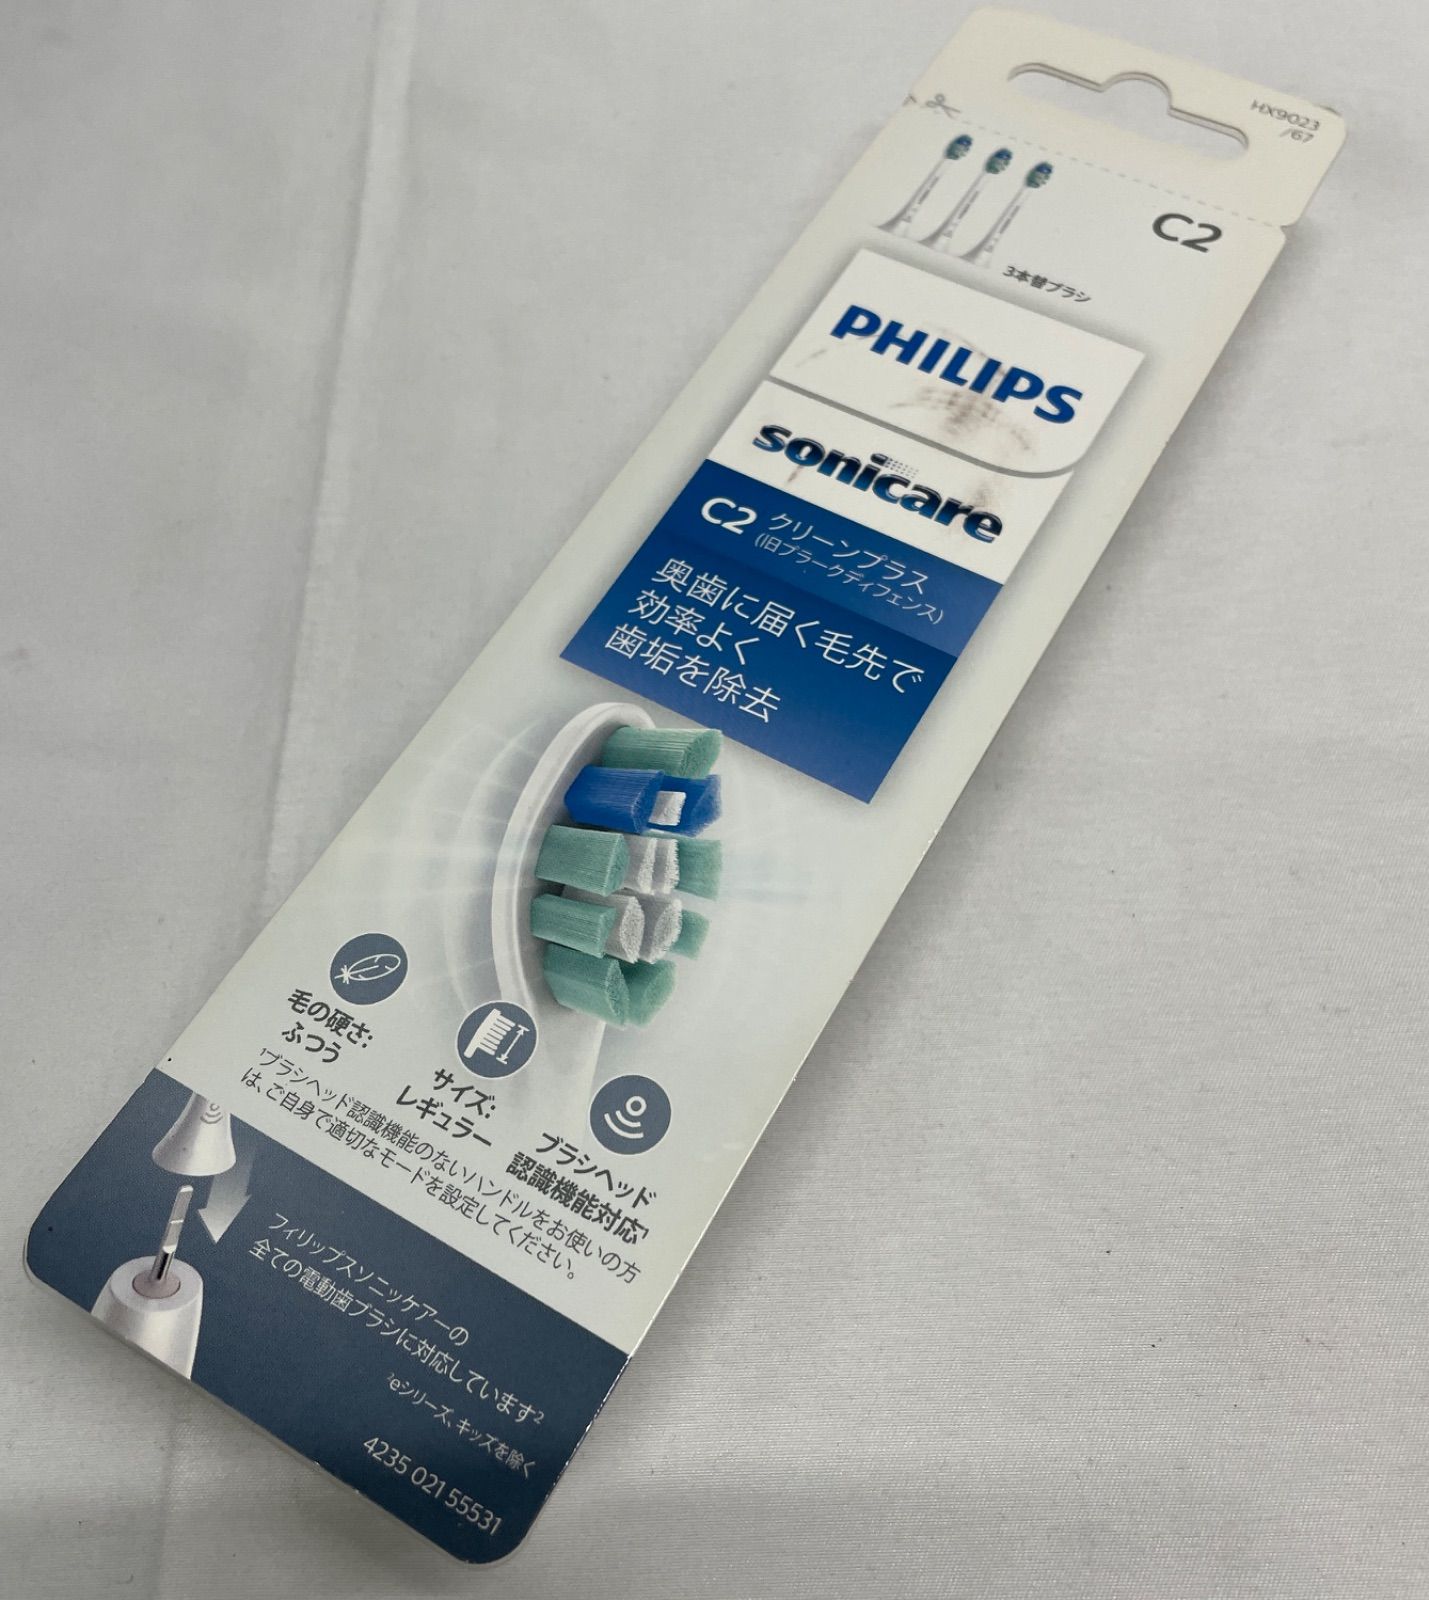 HX9023
/67
C2
3本替ブラシ
PHILIPS
sonicare
C2 クリーンプラス
(旧プラークディフェンス)
奥歯に届く毛先で
効率よく
歯垢を除去
毛の硬さ:
ふつう
サイズ:
レギュラー
ブラシヘッド
認識機能対応¹
¹ブラシヘッド認識機能のないハンドルをお使いの方
は、ご自身で適切なモードを設定してください。
フィリップスソニッケアーの
全ての電動歯ブラシに対応しています²
²eシリーズ、キッズを除く
4235 021 55531